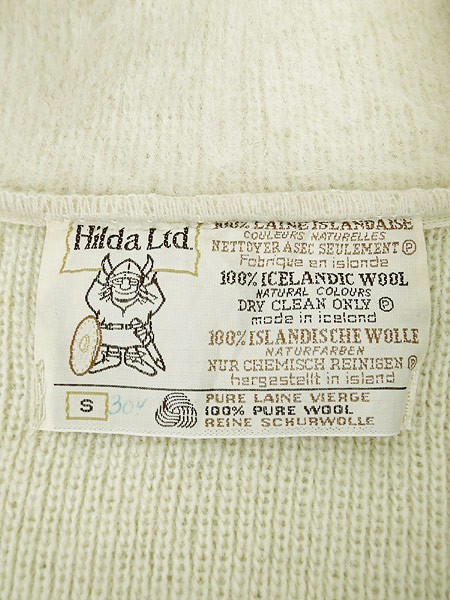 Hilda Ltd.
100% LAINE ISLANDAISE
COULEURS NATURELLES
NETTOYER A SEC SEULEMENT Ⓟ
Fabrique en islande
100% ICELANDIC WOOL
NATURAL COLOURS
DRY CLEAN ONLY Ⓟ
made in iceland
100% ISLANDISCHE WOLLE
NATURFARBEN
NUR CHEMISCH REINIGEN Ⓟ
hergestellt in island
S 304
PURE LAINE VIERGE
100% PURE WOOL
REINE SCHURWOLLE